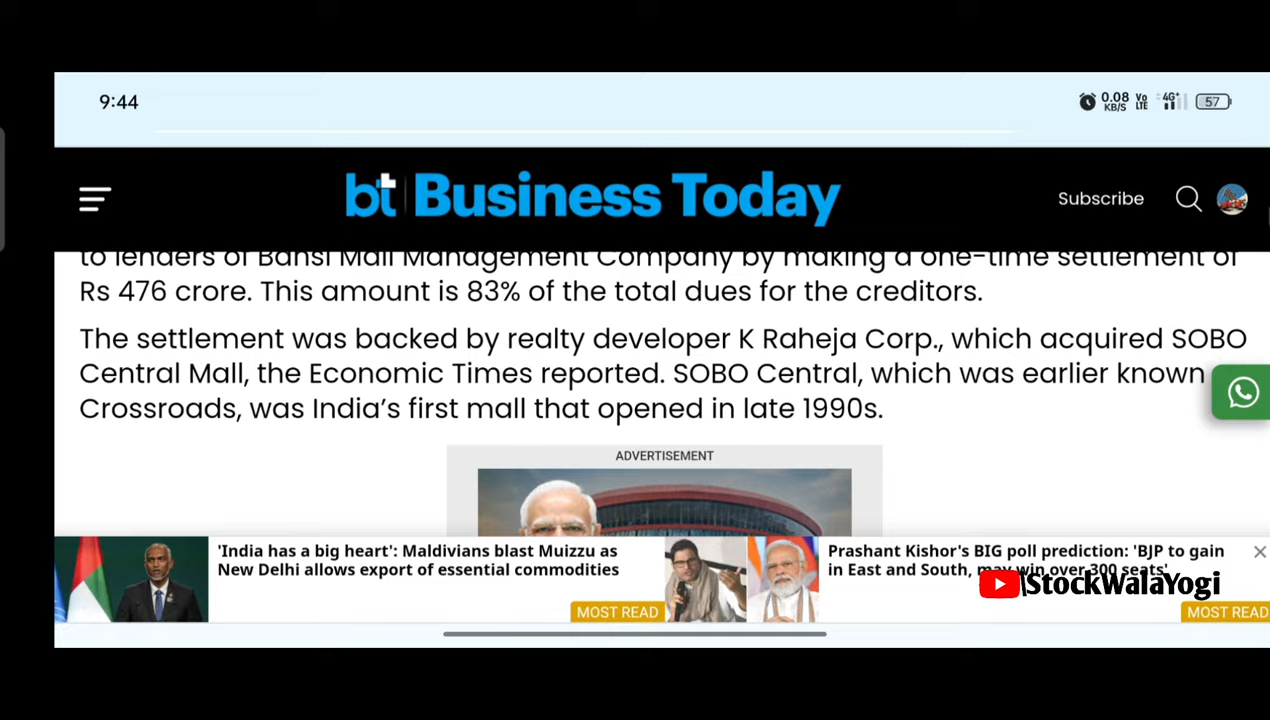 9:44
0.08 KB/S Vo LTE 4G+ 57
bt Business Today
Subscribe
to lenders of Bansi Mall Management Company by making a one-time settlement of
Rs 476 crore. This amount is 83% of the total dues for the creditors.
The settlement was backed by realty developer K Raheja Corp., which acquired SOBO
Central Mall, the Economic Times reported. SOBO Central, which was earlier known
Crossroads, was India’s first mall that opened in late 1990s.
ADVERTISEMENT
'India has a big heart': Maldivians blast Muizzu as
New Delhi allows export of essential commodities
MOST READ
Prashant Kishor's BIG poll prediction: 'BJP to gain
in East and South, may win over 300 seats'
MOST READ
\StockWalaYogi